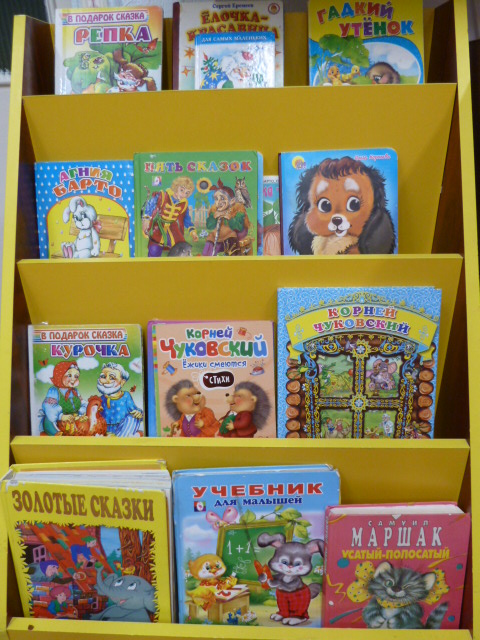 В ПОДАРОК СКАЗКА
РЕПКА
Сергей Ерошин
ЁЛОЧКА-
КРАСАВИЦА
ДЛЯ САМЫХ МАЛЕНЬКИХ
ГАДКИЙ
УТЁНОК
АГНИЯ
БАРТО
ПЯТЬ СКАЗОК
В ПОДАРОК СКАЗКА
КУРОЧКА
Корней
Чуковский
Ёжики смеются
СТИХИ
КОРНЕЙ
ЧУКОВСКИЙ
ЗОЛОТЫЕ СКАЗКИ
УЧЕБНИК
для малышей
1+1=
САМУИЛ
МАРШАК
УСАТЫЙ-ПОЛОСАТЫЙ